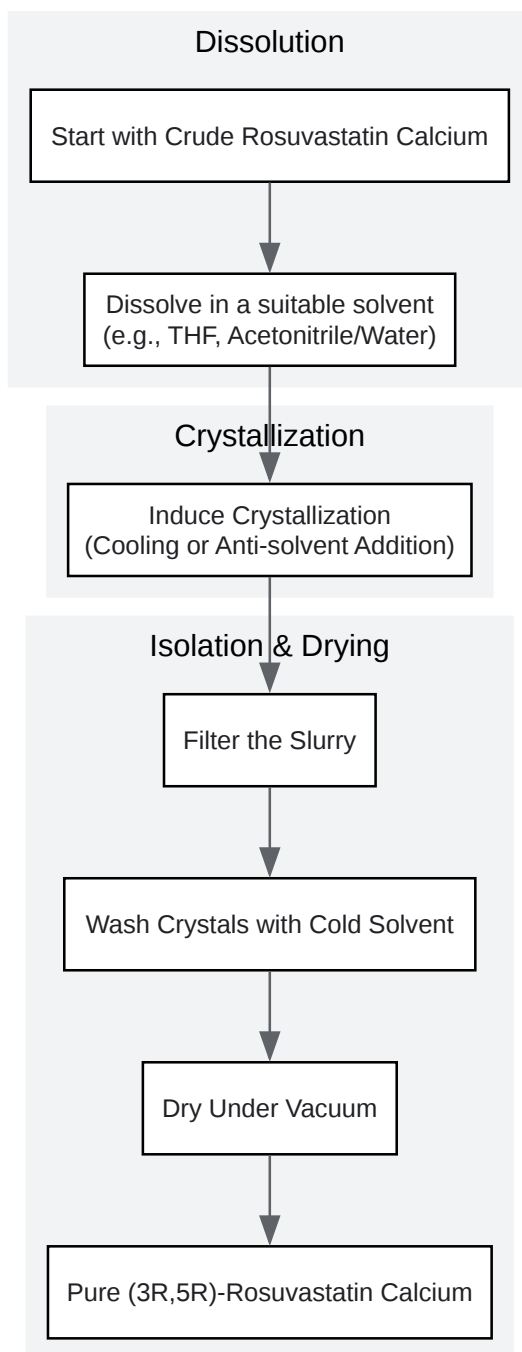 Dissolution
Start with Crude Rosuvastatin Calcium
Dissolve in a suitable solvent
(e.g., THF, Acetonitrile/Water)
Crystallization
Induce Crystallization
(Cooling or Anti-solvent Addition)
Isolation & Drying
Filter the Slurry
Wash Crystals with Cold Solvent
Dry Under Vacuum
Pure (3R,5R)-Rosuvastatin Calcium